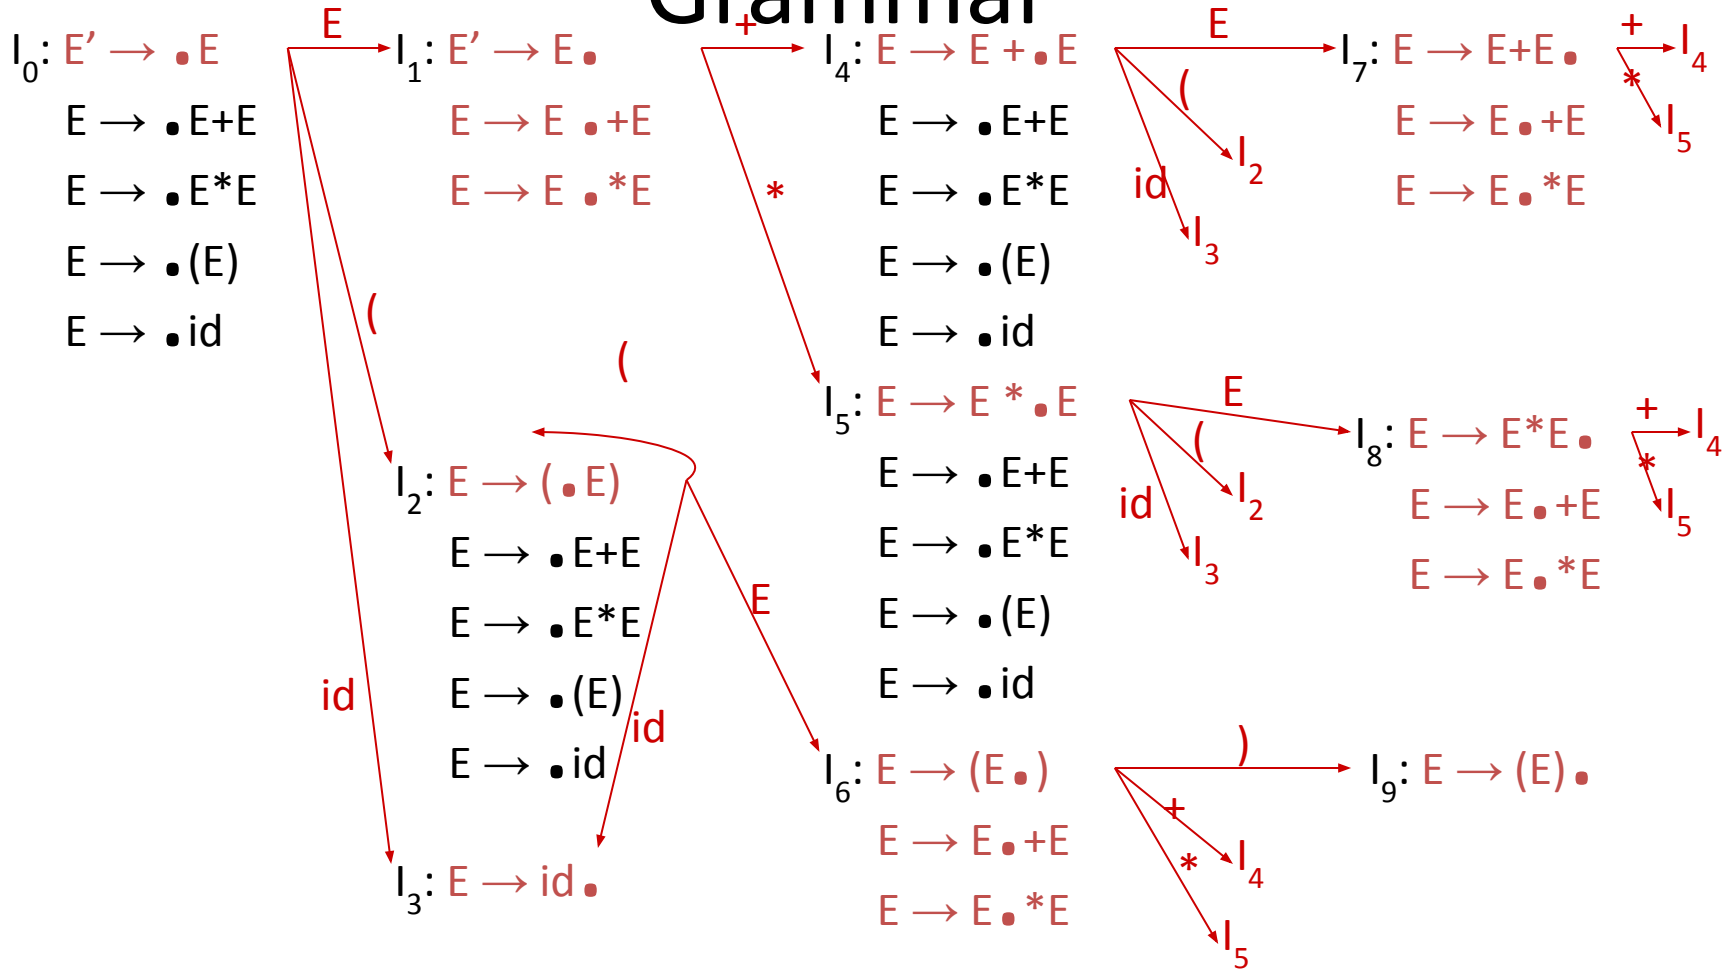 Grammar
I0: E’ → .E
E → .E+E
E → .E*E
E → .(E)
E → .id
E
(
id
I1: E’ → E.
E → E .+E
E → E .*E
+
*
I2: E → (.E)
E → .E+E
E → .E*E
E → .(E)
E → .id
(
E
id
I3: E → id.
I4: E → E +.E
E → .E+E
E → .E*E
E → .(E)
E → .id
E
(
I2
id
I3
I5: E → E *.E
E → .E+E
E → .E*E
E → .(E)
E → .id
E
(
I2
id
I3
I6: E → (E.)
E → E.+E
E → E.*E
)
+
I4
*
I5
I7: E → E+E.
E → E.+E
E → E.*E
+
I4
*
I5
I8: E → E*E.
E → E.+E
E → E.*E
+
I4
*
I5
I9: E → (E).